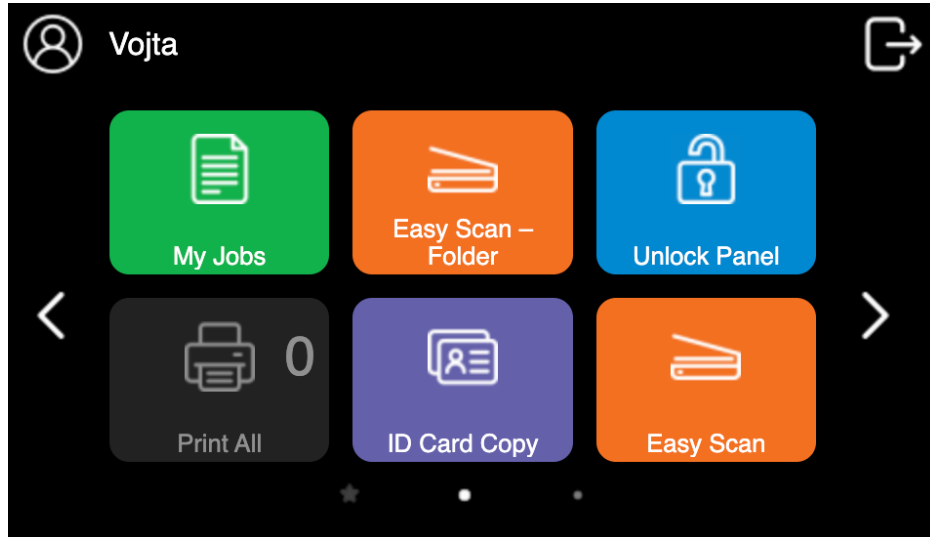 Vojta
My Jobs
Easy Scan –
Folder
Unlock Panel
0
Print All
ID Card Copy
Easy Scan